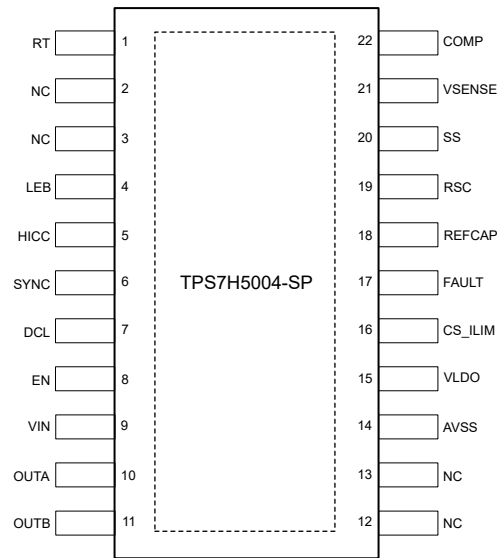 RT 1 22 COMP
NC 2 21 VSENSE
NC 3 20 SS
LEB 4 19 RSC
HICC 5 18 REFCAP
SYNC 6 TPS7H5004-SP 17 FAULT
DCL 7 16 CS_ILIM
EN 8 15 VLDO
VIN 9 14 AVSS
OUTA 10 13 NC
OUTB 11 12 NC